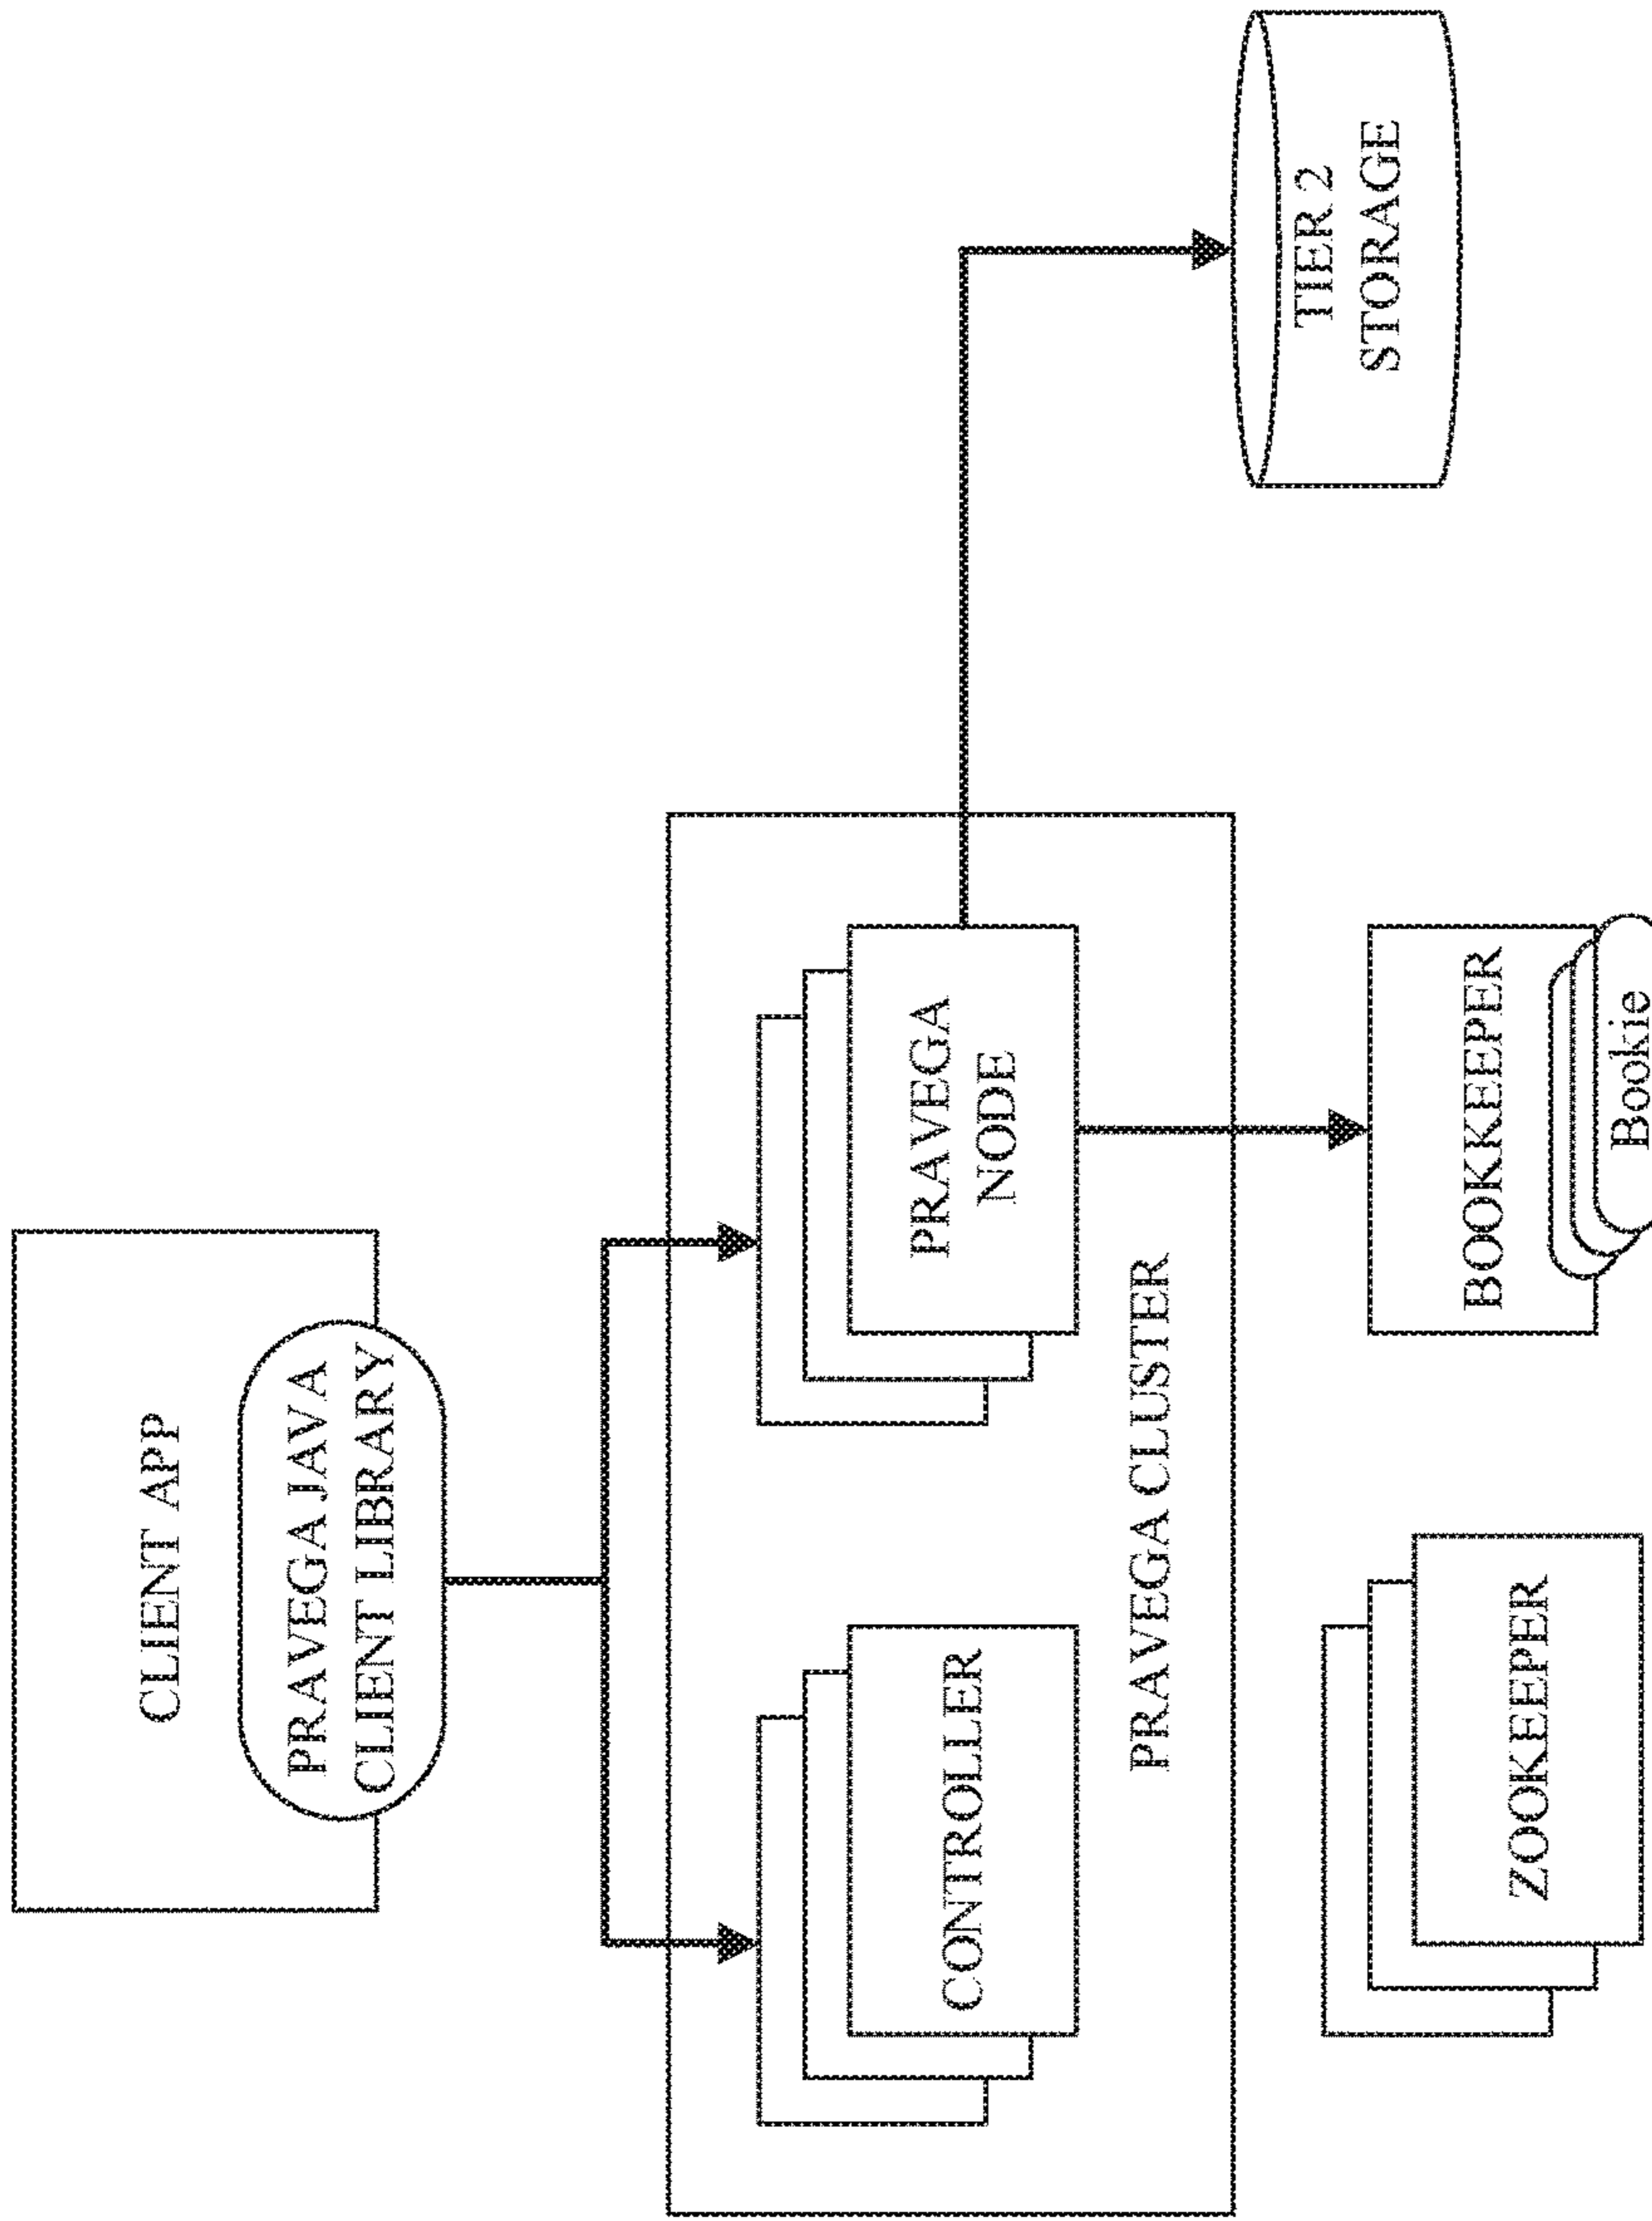 CLIENT APP
PRAVEGA JAVA
CLIENT LIBRARY
CONTROLLER
PRAVEGA
NODE
PRAVEGA CLUSTER
TIER 2
STORAGE
ZOOKEEPER
BOOKKEEPER
Bookie